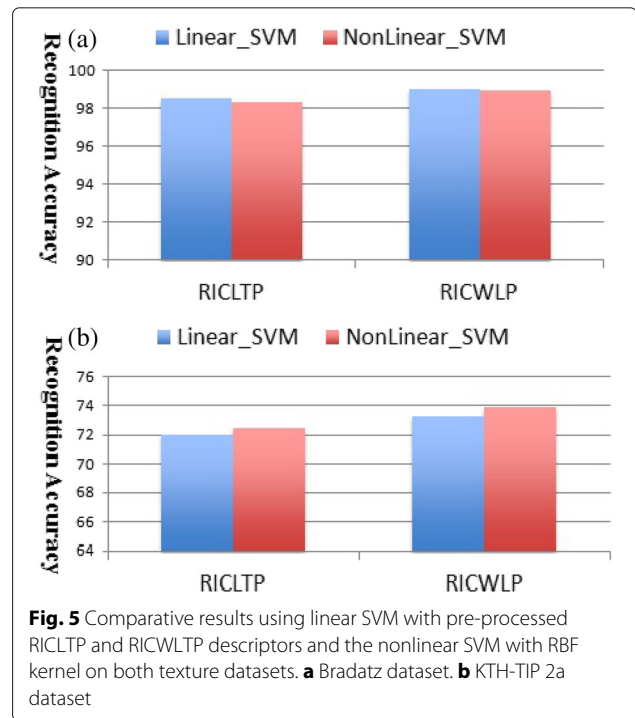 (a)
Linear_SVM NonLinear_SVM
Recognition Accuracy
100
98
96
94
92
90
RICLTP RICWLP
(b)
Linear_SVM NonLinear_SVM
Recognition Accuracy
76
74
72
70
68
66
64
RICLTP RICWLP
Fig. 5 Comparative results using linear SVM with pre-processed
RICLTP and RICWLTP descriptors and the nonlinear SVM with RBF
kernel on both texture datasets. a Bradatz dataset. b KTH-TIP 2a
dataset